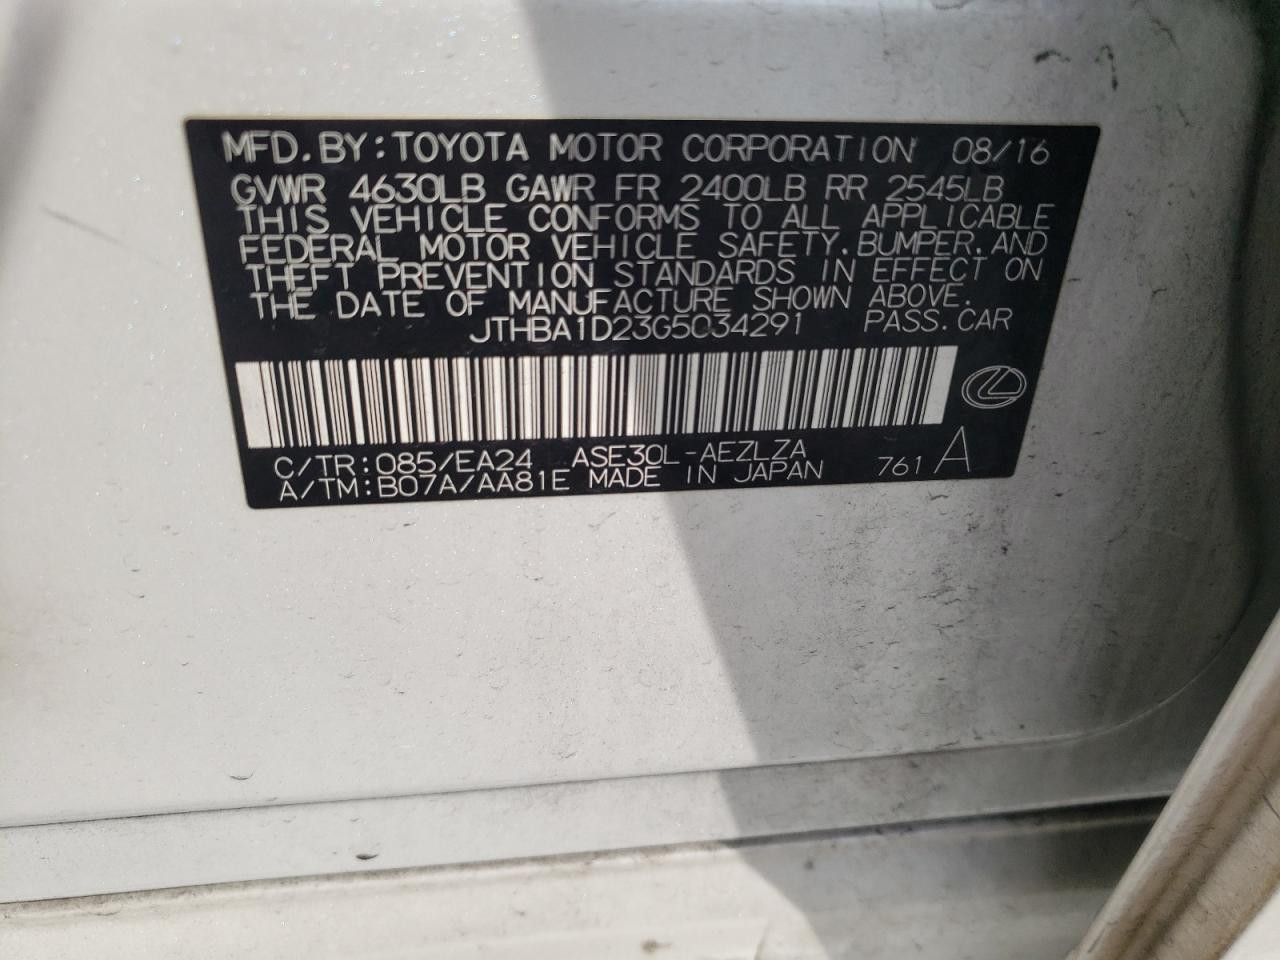 MFD. BY: TOYOTA MOTOR CORPORATION 08/16
GVWR 4630LB GAWR FR 2400LB RR 2545LB
THIS VEHICLE CONFORMS TO ALL APPLICABLE
FEDERAL MOTOR VEHICLE SAFETY, BUMPER, AND
THEFT PREVENTION STANDARDS IN EFFECT ON
THE DATE OF MANUFACTURE SHOWN ABOVE.
JTHBA1D23G5034291 PASS. CAR
C/TR: 085/EA24 ASE30L-AEZLZA
A/TM: B07A/AA81E MADE IN JAPAN 761 A